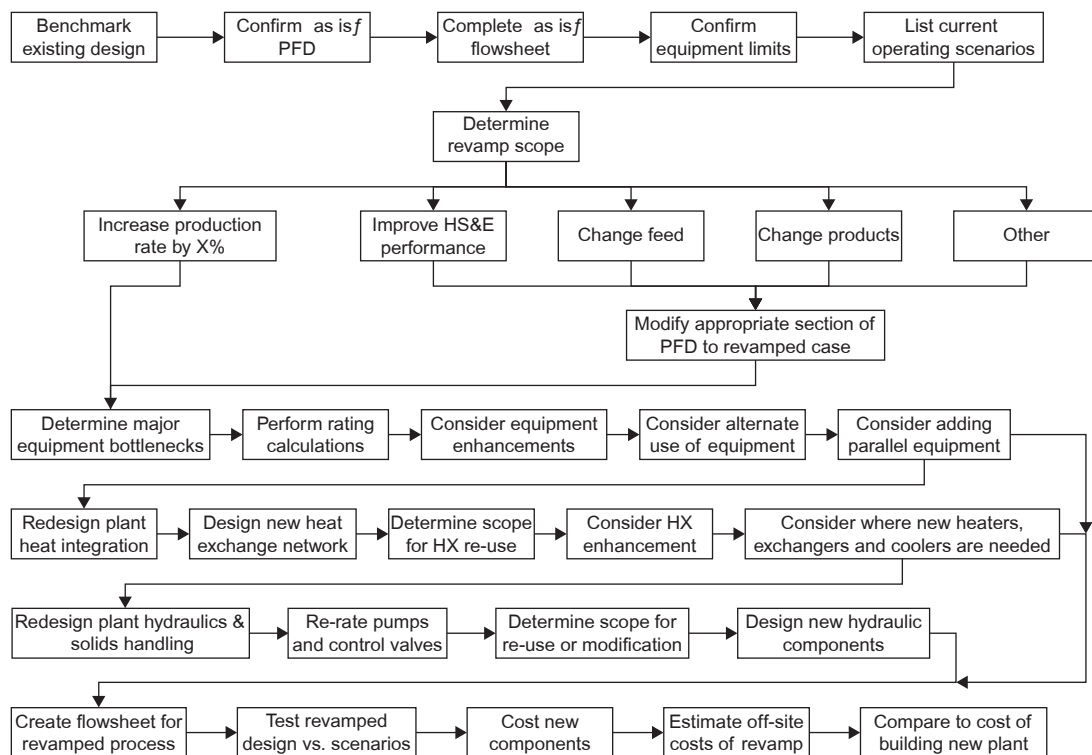 Benchmark
existing design
Confirm as isƒ
PFD
Complete as isƒ
flowsheet
Confirm
equipment limits
List current
operating scenarios
Determine
revamp scope
Increase production
rate by X%
Improve HS&E
performance
Change feed
Change products
Other
Modify appropriate section of
PFD to revamped case
Determine major
equipment bottlenecks
Perform rating
calculations
Consider equipment
enhancements
Consider alternate
use of equipment
Consider adding
parallel equipment
Redesign plant
heat integration
Design new heat
exchange network
Determine scope
for HX re-use
Consider HX
enhancement
Consider where new heaters,
exchangers and coolers are needed
Redesign plant hydraulics &
solids handling
Re-rate pumps
and control valves
Determine scope for
re-use or modification
Design new hydraulic
components
Create flowsheet for
revamped process
Test revamped
design vs. scenarios
Cost new
components
Estimate off-site
costs of revamp
Compare to cost of
building new plant